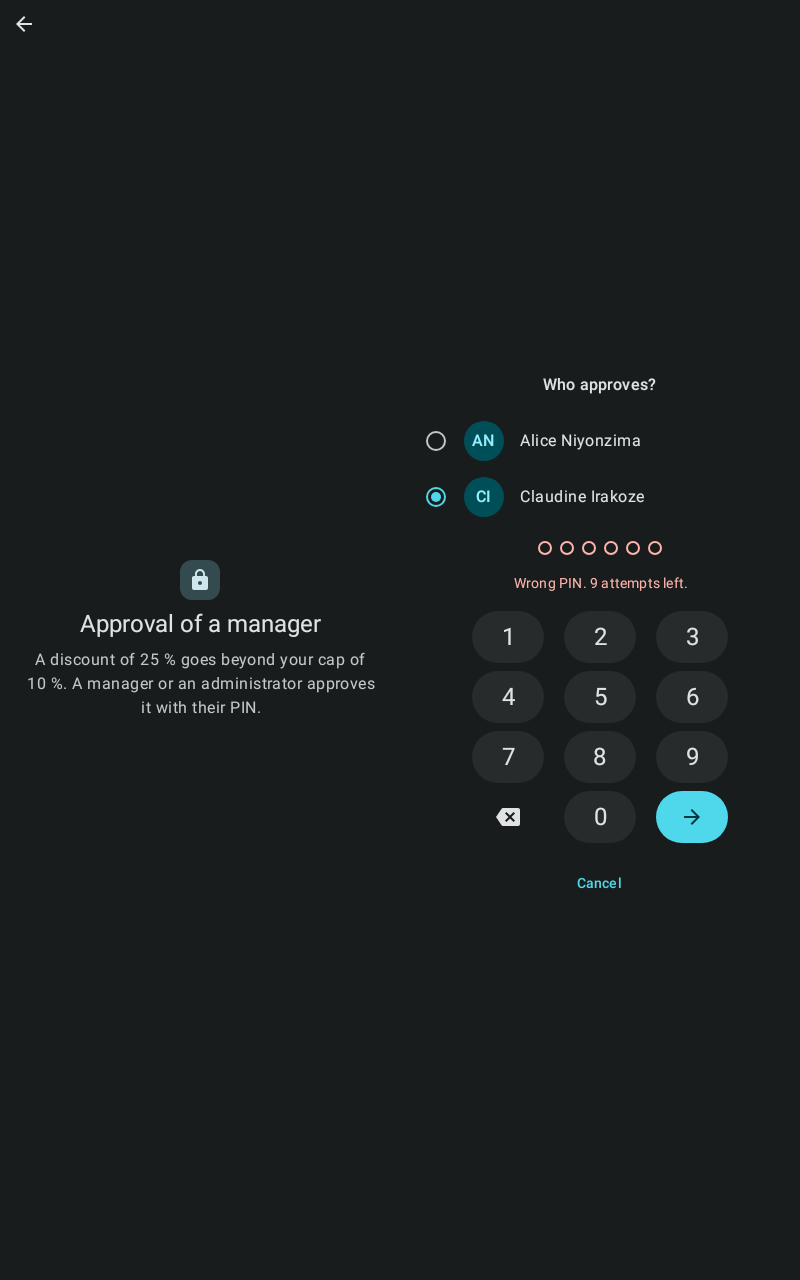 Approval of a manager
A discount of 25 % goes beyond your cap of
10 %. A manager or an administrator approves
it with their PIN.
Who approves?
AN Alice Niyonzima
CI Claudine Irakoze
Wrong PIN. 9 attempts left.
1 2 3
4 5 6
7 8 9
0
Cancel